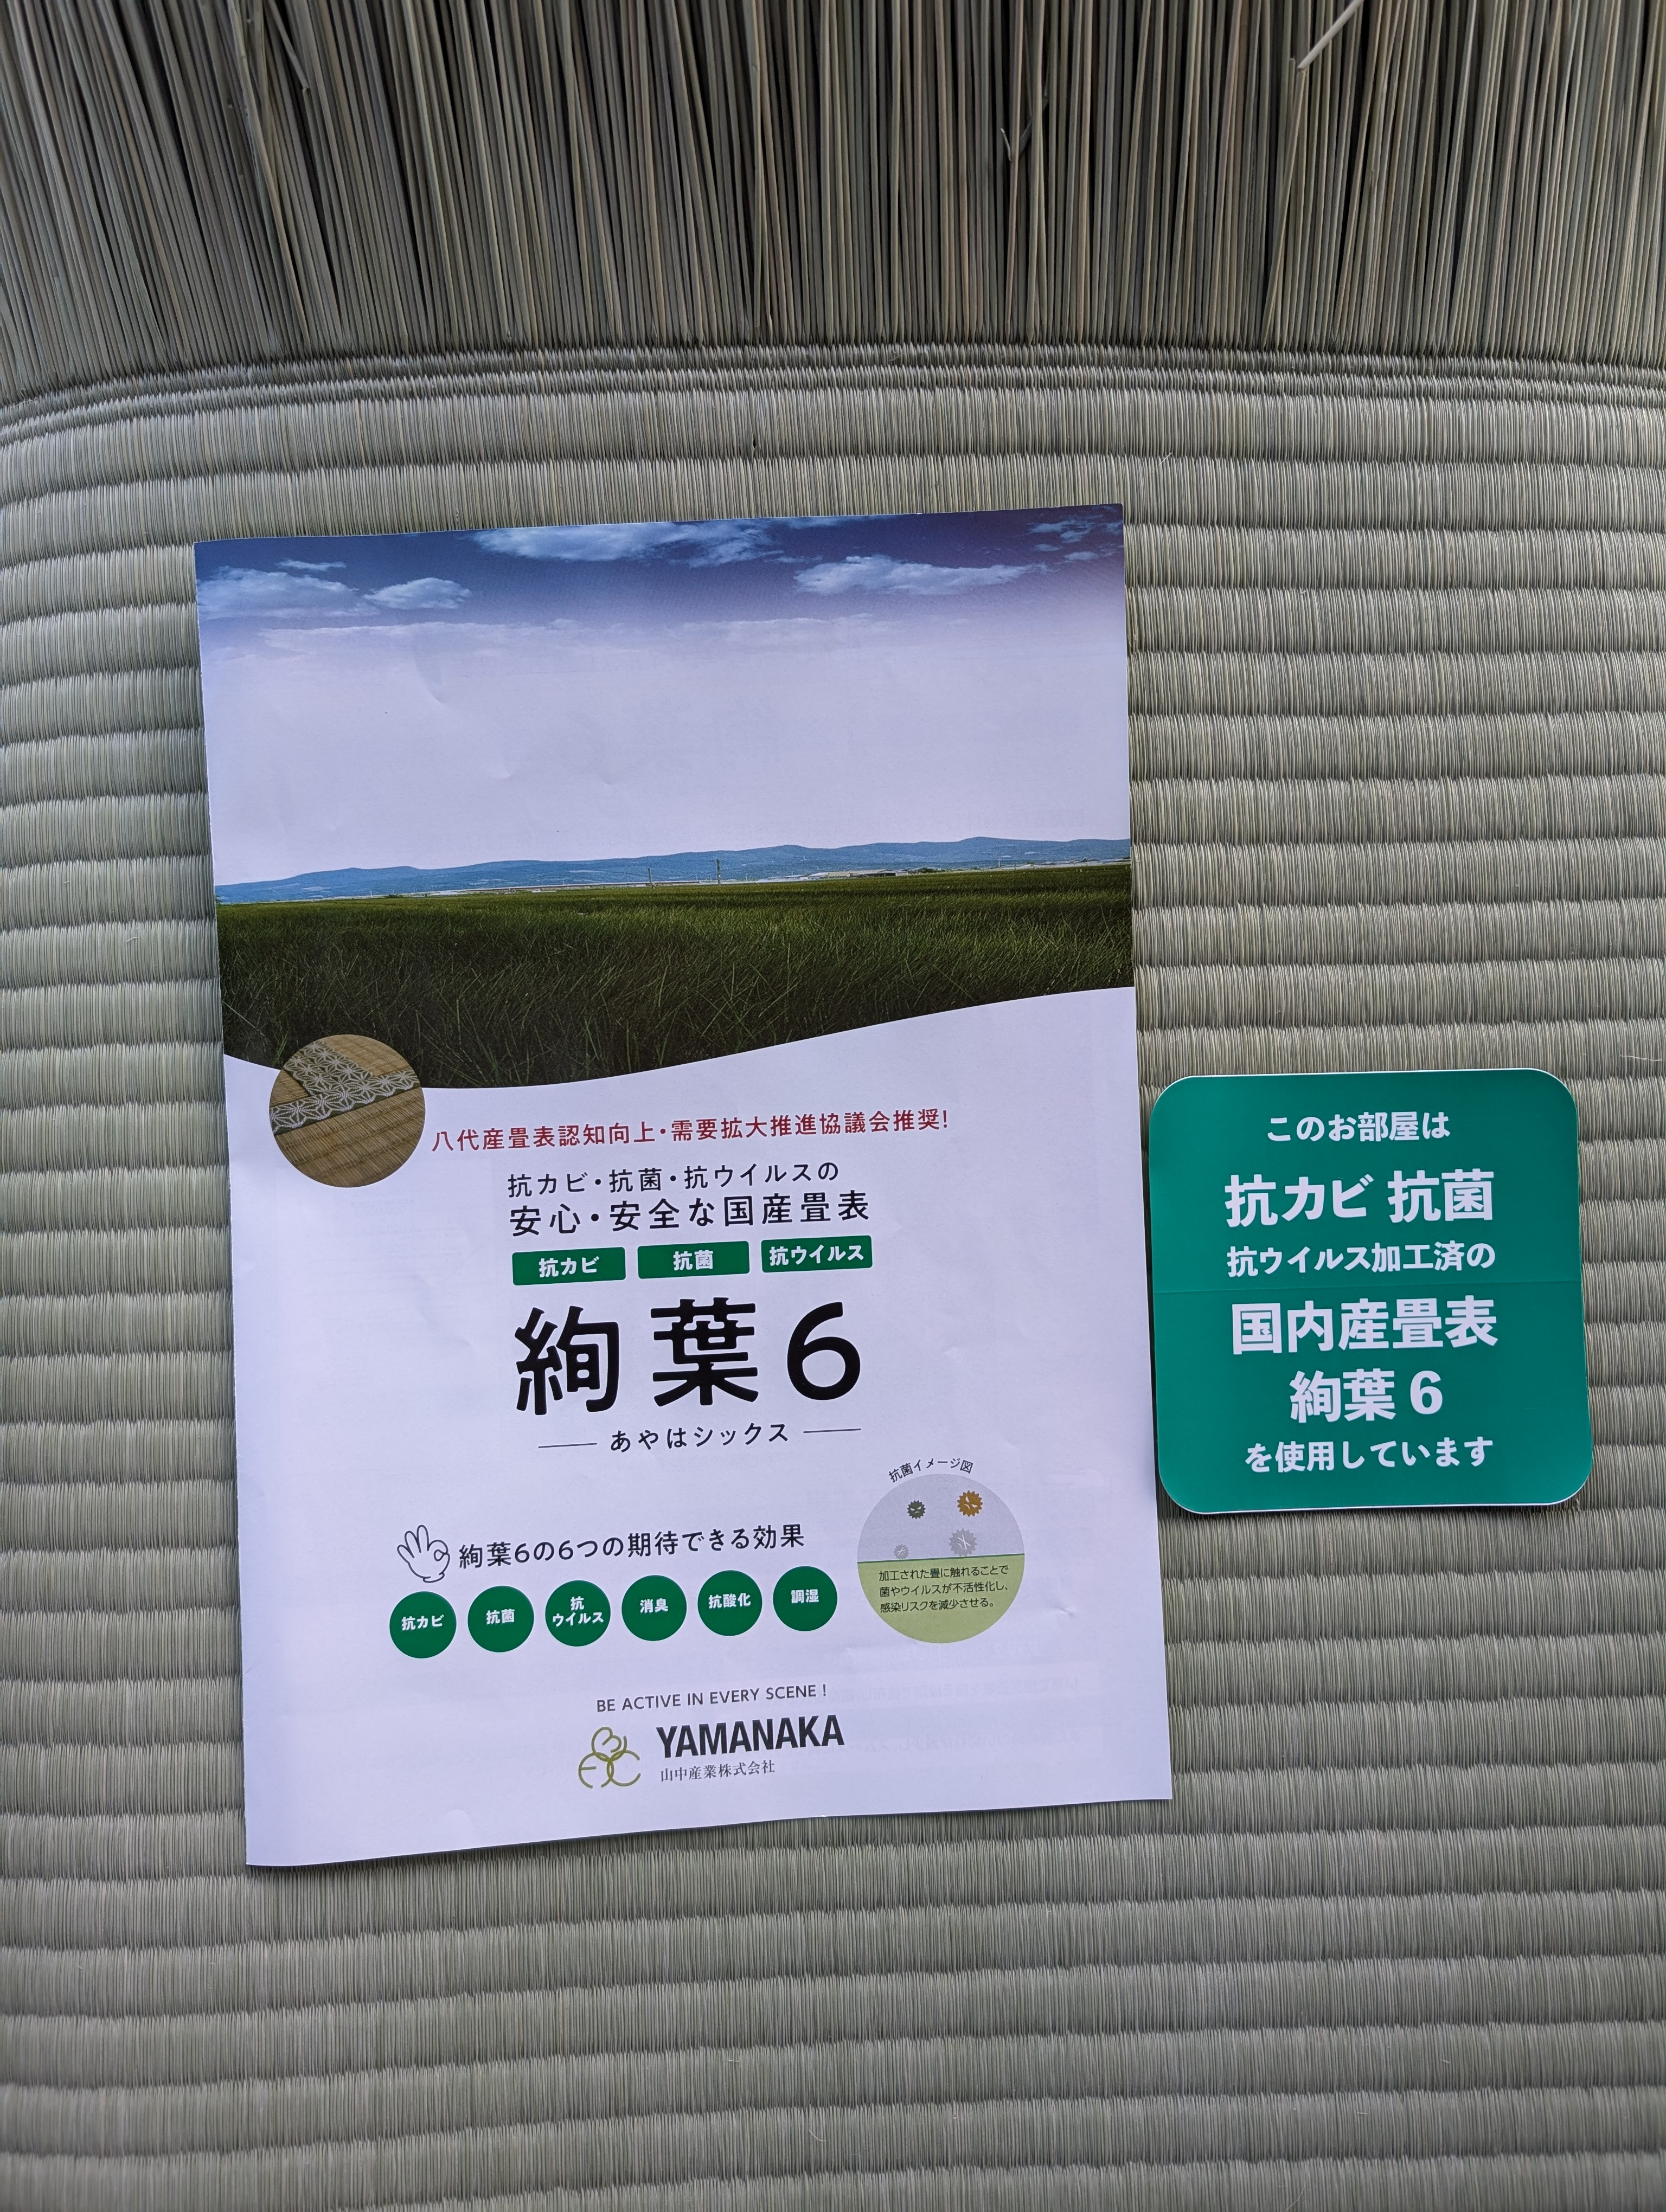 八代産畳表認知向上・需要拡大推進協議会推奨!
抗カビ・抗菌・抗ウイルスの
安心・安全な国産畳表
抗カビ 抗菌 抗ウイルス
絢葉6
あやはシックス
絢葉6の6つの期待できる効果
抗カビ 抗菌 抗ウイルス 消臭 抗酸化 調湿
抗菌イメージ図
加工された畳に触れることで
菌やウイルスが不活性化し、
感染リスクを減少させる。
BE ACTIVE IN EVERY SCENE !
YAMANAKA
山中産業株式会社
このお部屋は
抗カビ 抗菌
抗ウイルス加工済の
国内産畳表
絢葉6
を使用しています